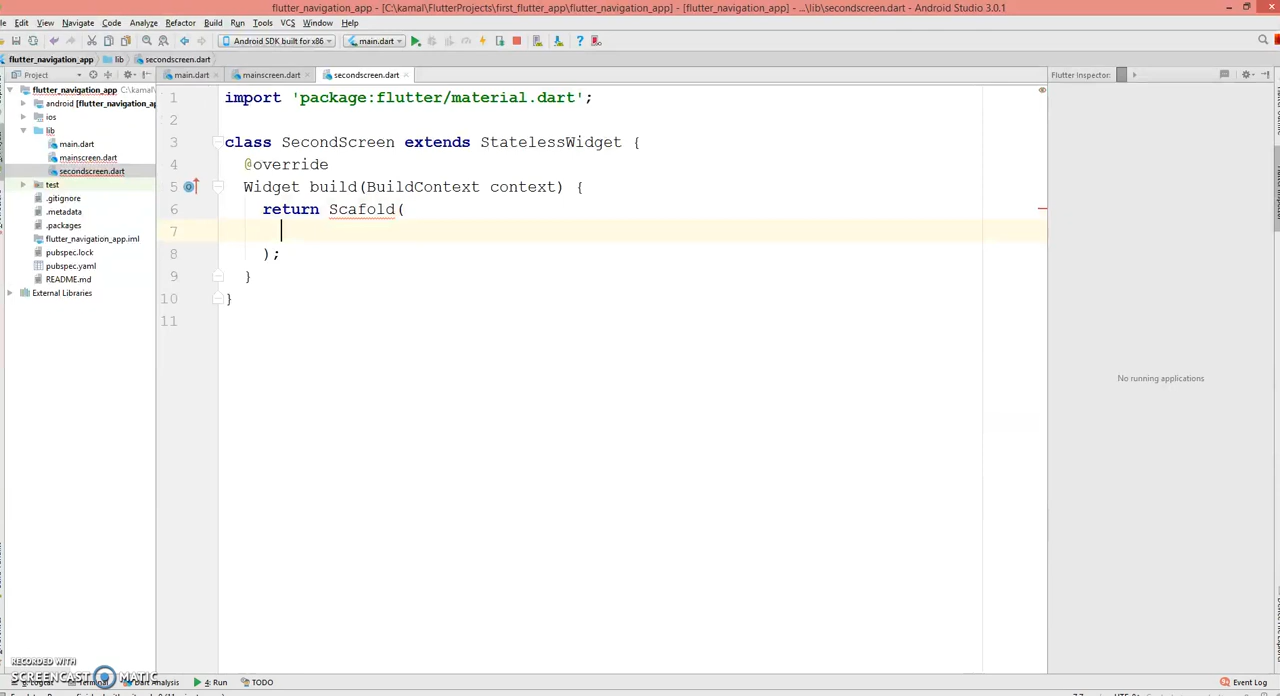 flutter_navigation_app - [C:\kamal\FlutterProjects\first_flutter_app\flutter_navigation_app] - [flutter_navigation_app] - ...\lib\secondscreen.dart - Android Studio 3.0.1
Edit View Navigate Code Analyze Refactor Build Run Tools VCS Window Help
Android SDK built for x86 main.dart
flutter_navigation_app lib secondscreen.dart
Project main.dart mainscreen.dart secondscreen.dart Flutter Inspector:
flutter_navigation_app C:\kamal\
android [flutter_navigation_ap
ios
lib
main.dart
mainscreen.dart
secondscreen.dart
test
.gitignore
.metadata
.packages
flutter_navigation_app.iml
pubspec.lock
pubspec.yaml
README.md
External Libraries
1 import 'package:flutter/material.dart';
2
3 class SecondScreen extends StatelessWidget {
4 @override
5 Widget build(BuildContext context) {
6 return Scafold(
7
8 );
9 }
10 }
11
No running applications
RECORDED WITH
SCREENCAST MATIC
Dart Analysis 4: Run TODO Event Log